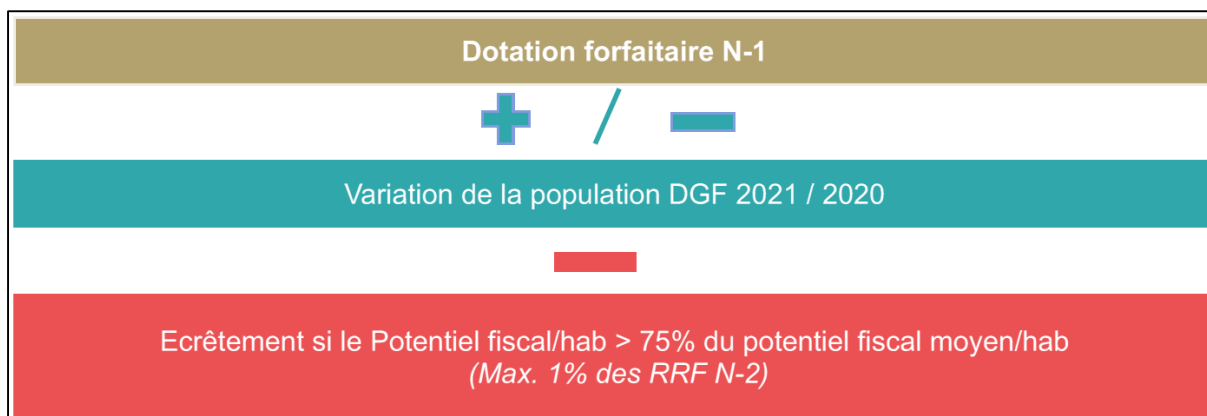 Dotation forfaitaire N-1
+ / -
Variation de la population DGF 2021 / 2020
-
Ecrêtement si le Potentiel fiscal/hab > 75% du potentiel fiscal moyen/hab
(Max. 1% des RRF N-2)